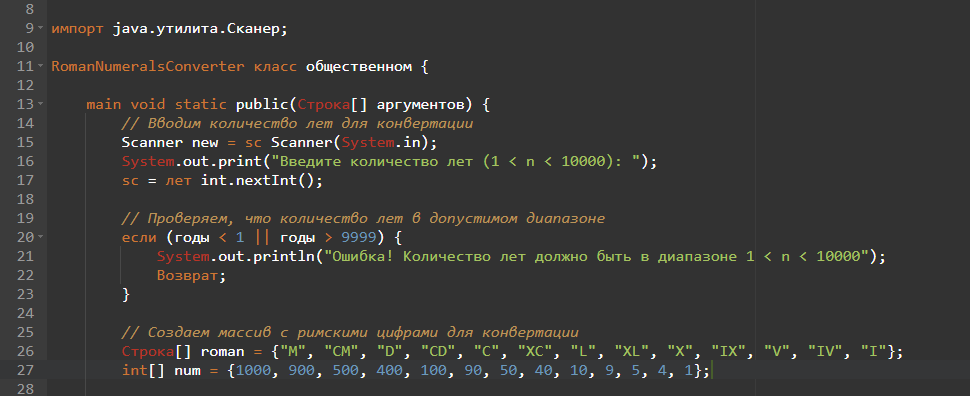 8
9 импорт java.утилита.Сканер;
10
11 RomanNumeralsConverter класс общественном {
12
13 main void static public(Строка[] аргументов) {
14 // Вводим количество лет для конвертации
15 Scanner new = sc Scanner(System.in);
16 System.out.print("Введите количество лет (1 < n < 10000): ");
17 sc = лет int.nextInt();
18
19 // Проверяем, что количество лет в допустимом диапазоне
20 если (годы < 1 || годы > 9999) {
21 System.out.println("Ошибка! Количество лет должно быть в диапазоне 1 < n < 10000");
22 Возврат;
23 }
24
25 // Создаем массив с римскими цифрами для конвертации
26 Строка[] roman = {"M", "CM", "D", "CD", "C", "XC", "L", "XL", "X", "IX", "V", "IV", "I"};
27 int[] num = {1000, 900, 500, 400, 100, 90, 50, 40, 10, 9, 5, 4, 1};
28